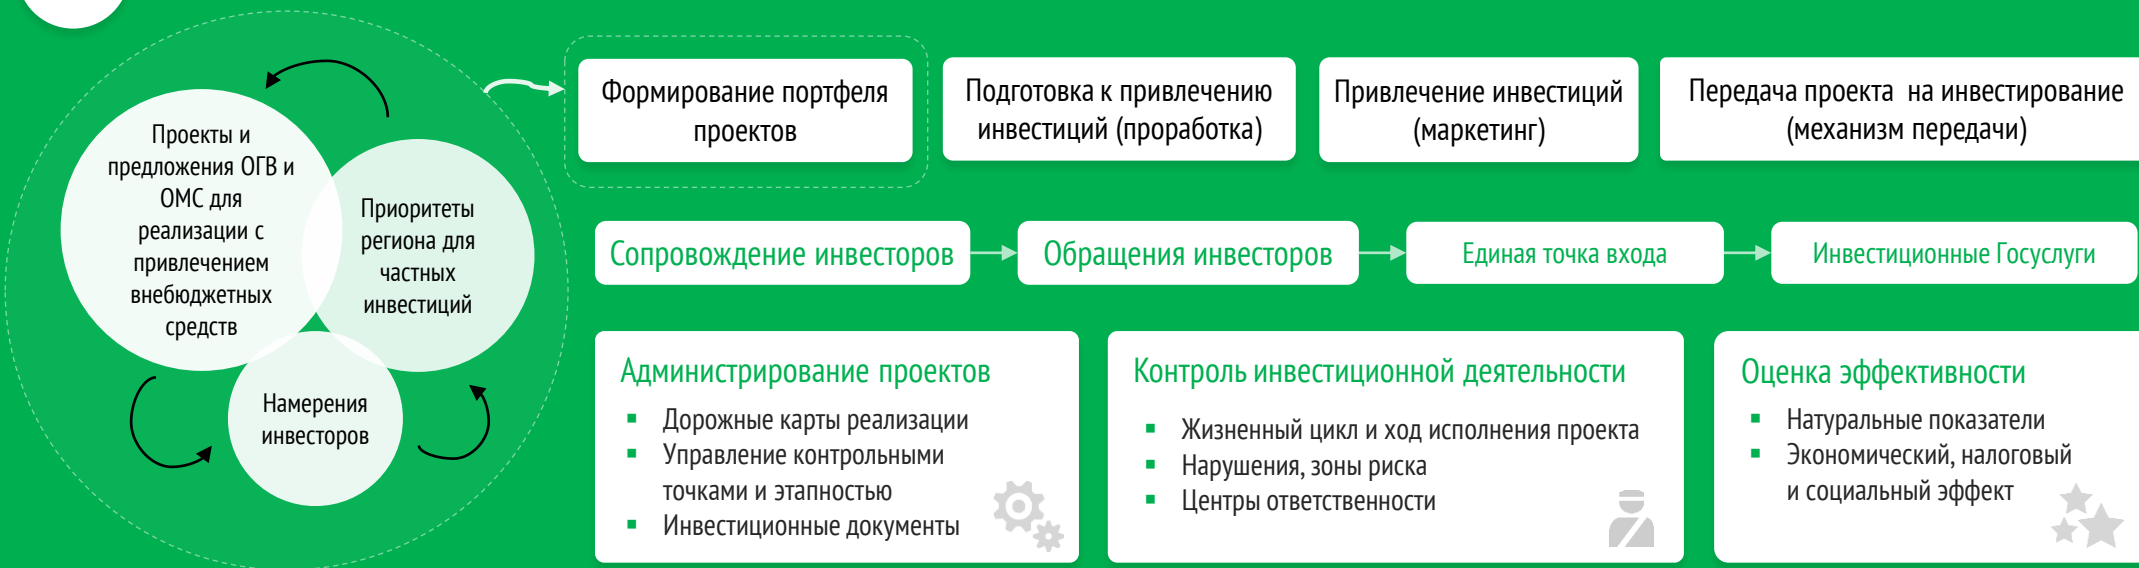 Проекты и
предложения ОГВ и
ОМС для
реализации с
привлечением
внебюджетных
средств
Приоритеты
региона для
частных
инвестиций
Намерения
инвесторов
Формирование портфеля
проектов
Подготовка к привлечению
инвестиций (проработка)
Привлечение инвестиций
(маркетинг)
Передача проекта на инвестирование
(механизм передачи)
Сопровождение инвесторов
Обращения инвесторов
Единая точка входа
Инвестиционные Госуслуги
Администрирование проектов
▪ Дорожные карты реализации
▪ Управление контрольными
точками и этапностью
▪ Инвестиционные документы
Контроль инвестиционной деятельности
▪ Жизненный цикл и ход исполнения проекта
▪ Нарушения, зоны риска
▪ Центры ответственности
Оценка эффективности
▪ Натуральные показатели
▪ Экономический, налоговый
и социальный эффект